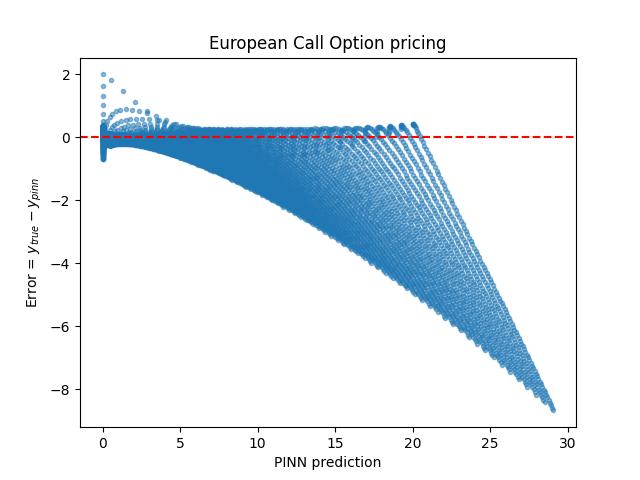 European Call Option pricing
Error = y_true − y_pinn
2
0
−2
−4
−6
−8
0 5 10 15 20 25 30
PINN prediction